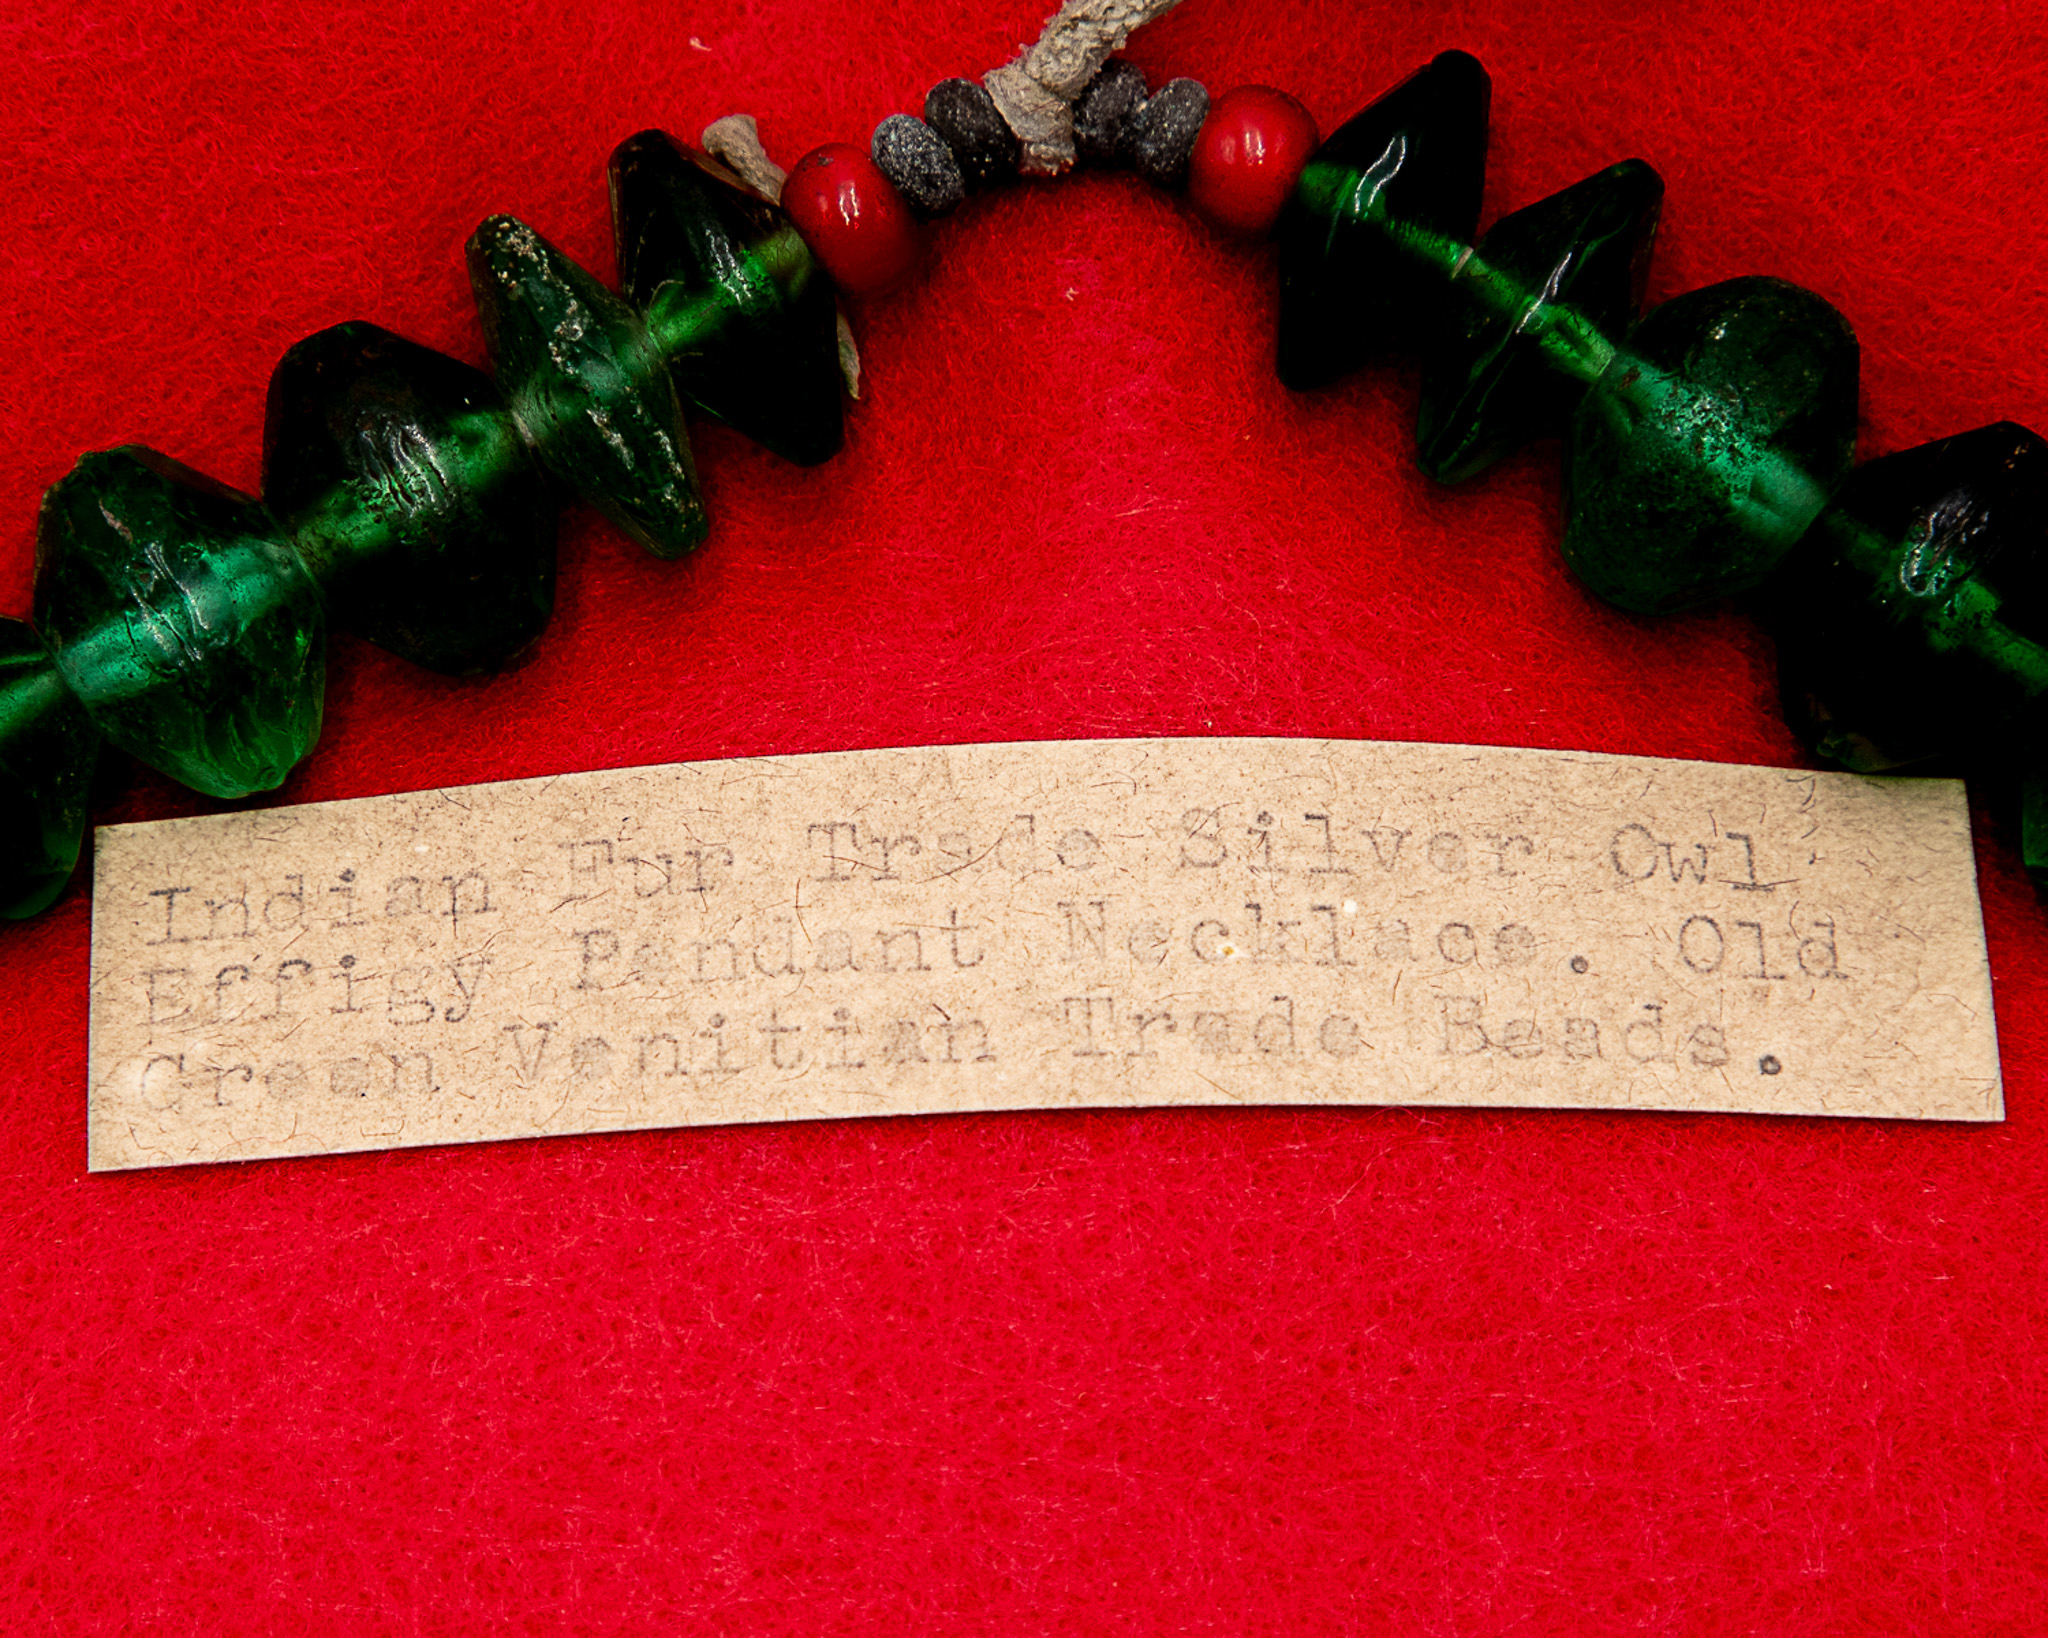 Indian Fur Trade Silver Owl
Effigy Pendant Necklace. Old
Green Venitian Trade Beads.